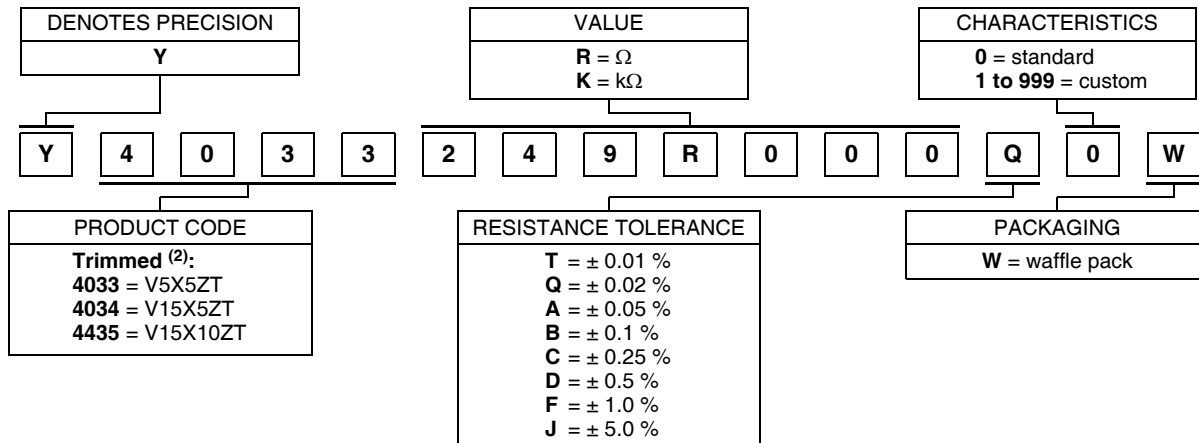 DENOTES PRECISION
Y
VALUE
R = Ω
K = kΩ
CHARACTERISTICS
0 = standard
1 to 999 = custom
Y 4 0 3 3 2 4 9 R 0 0 0 Q 0 W
PRODUCT CODE
Trimmed (2):
4033 = V5X5ZT
4034 = V15X5ZT
4435 = V15X10ZT
RESISTANCE TOLERANCE
T = ± 0.01 %
Q = ± 0.02 %
A = ± 0.05 %
B = ± 0.1 %
C = ± 0.25 %
D = ± 0.5 %
F = ± 1.0 %
J = ± 5.0 %
PACKAGING
W = waffle pack